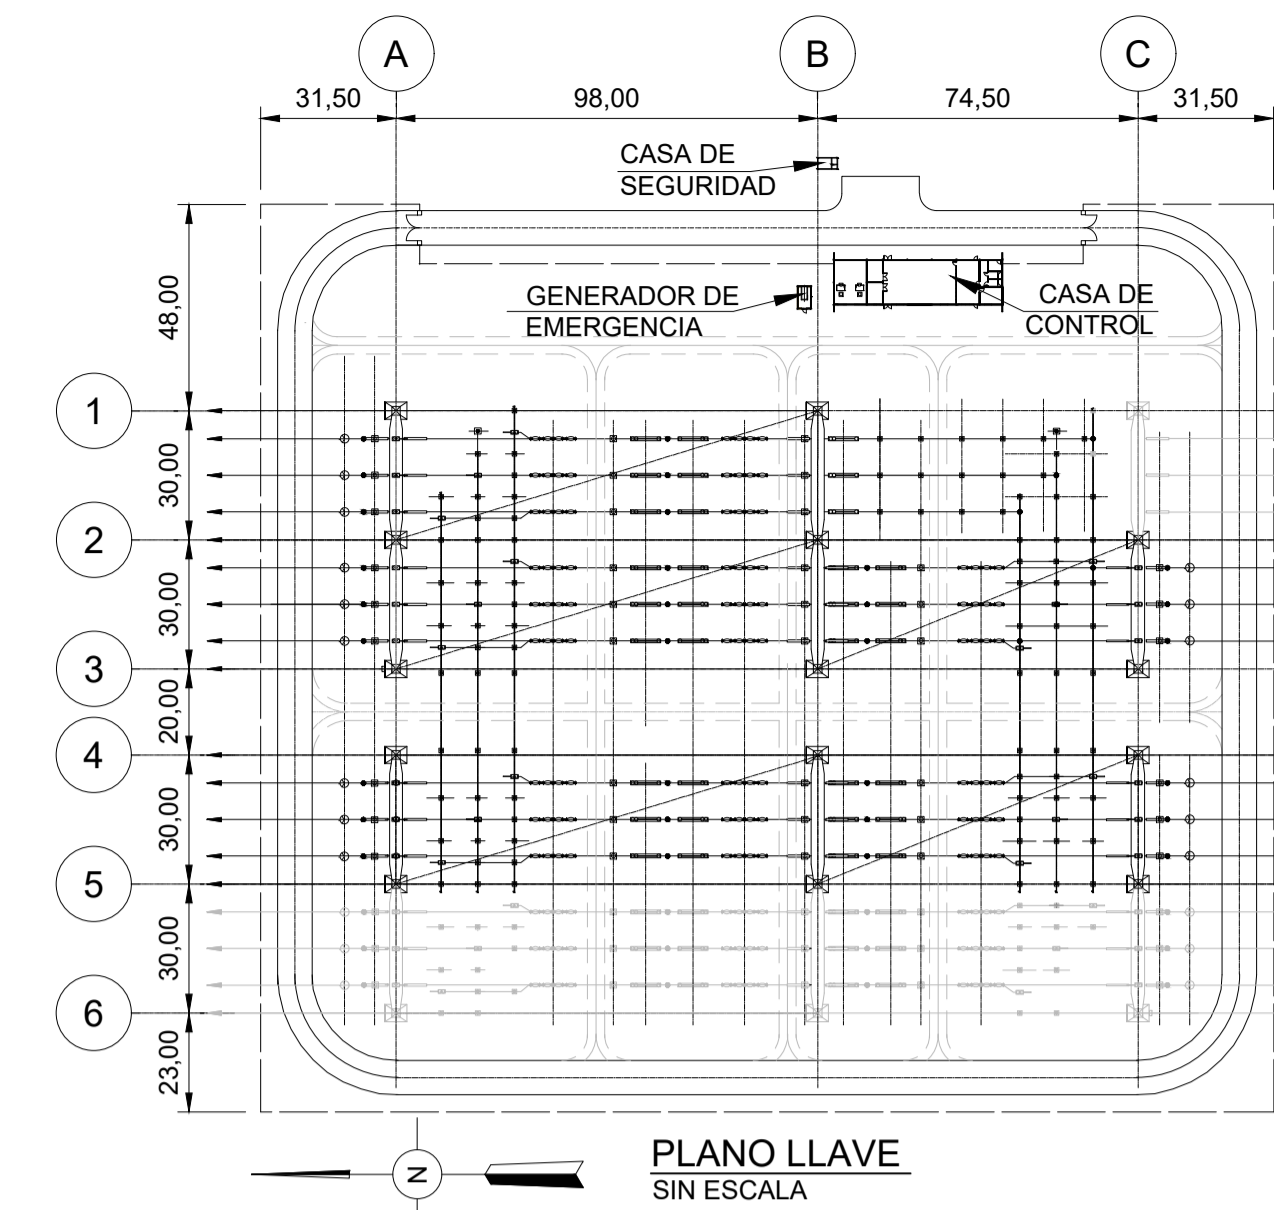 A
B
C
31,50
98,00
74,50
31,50
CASA DE
SEGURIDAD
48,00
GENERADOR DE
EMERGENCIA
CASA DE
CONTROL
1
30,00
2
30,00
3
20,00
4
30,00
5
30,00
6
23,00
N
PLANO LLAVE
SIN ESCALA